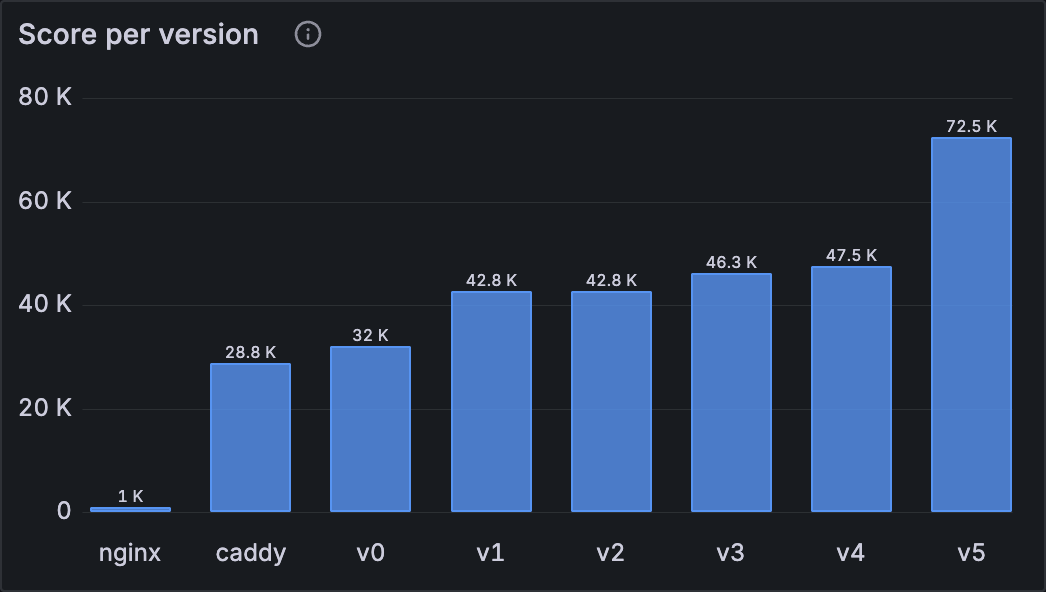 Score per version
80 K
72.5 K
60 K
47.5 K
46.3 K
42.8 K 42.8 K
40 K
32 K
28.8 K
20 K
1 K
0
nginx caddy v0 v1 v2 v3 v4 v5